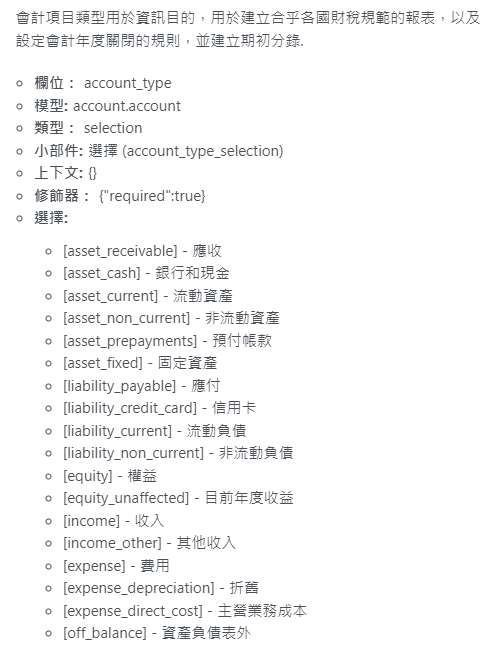 會計項目類型用於資訊目的，用於建立合乎各國財稅規範的報表，以及
設定會計年度關閉的規則，並建立期初分錄.
欄位： account_type
模型: account.account
類型： selection
小部件: 選擇 (account_type_selection)
上下文: {}
修飾器： {"required":true}
選擇:
[asset_receivable] - 應收
[asset_cash] - 銀行和現金
[asset_current] - 流動資產
[asset_non_current] - 非流動資產
[asset_prepayments] - 預付帳款
[asset_fixed] - 固定資產
[liability_payable] - 應付
[liability_credit_card] - 信用卡
[liability_current] - 流動負債
[liability_non_current] - 非流動負債
[equity] - 權益
[equity_unaffected] - 目前年度收益
[income] - 收入
[income_other] - 其他收入
[expense] - 費用
[expense_depreciation] - 折舊
[expense_direct_cost] - 主營業務成本
[off_balance] - 資產負債表外